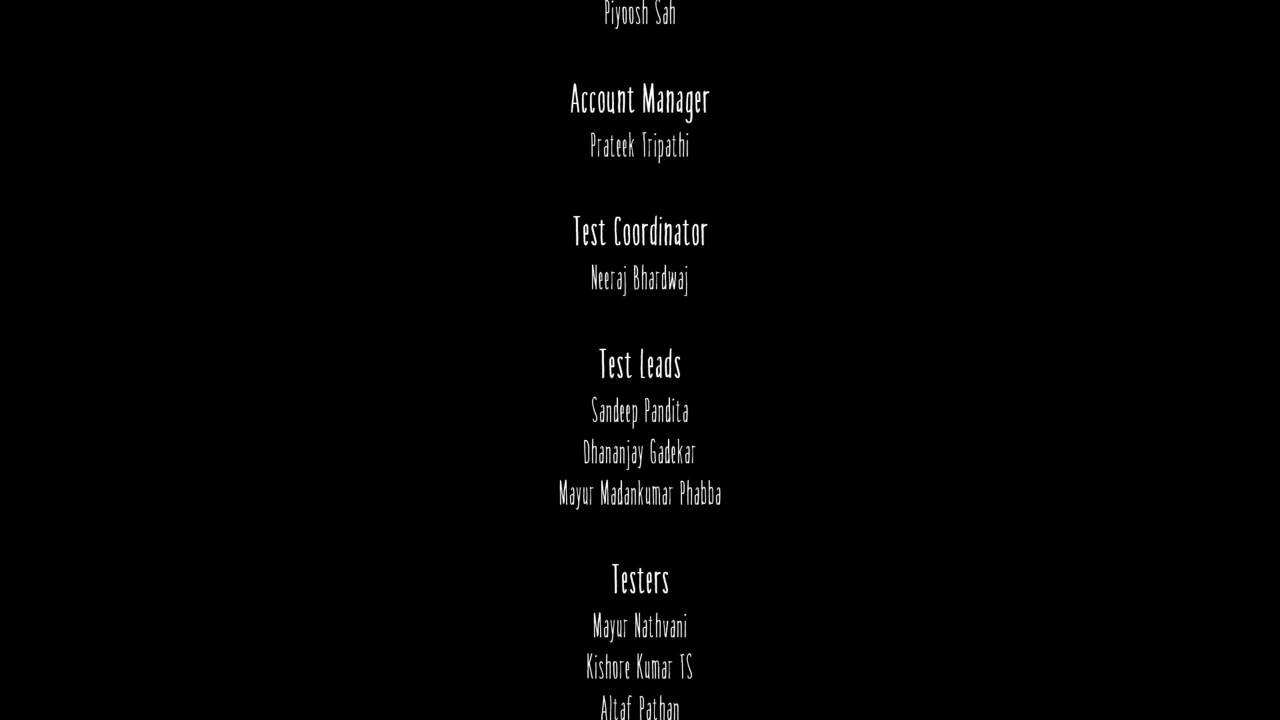 Piyoosh Sah
Account Manager
Prateek Tripathi
Test Coordinator
Neeraj Bhardwaj
Test Leads
Sandeep Pandita
Dhananjay Gadekar
Mayur Madankumar Phabba
Testers
Mayur Nathvani
Kishore Kumar TS
Altaf Pathan